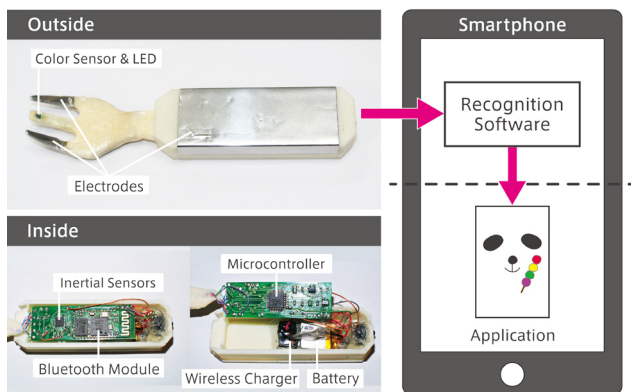 Outside
Color Sensor & LED
Electrodes
Inside
Inertial Sensors
Bluetooth Module
Microcontroller
Wireless Charger
Battery
Smartphone
Recognition
Software
Application